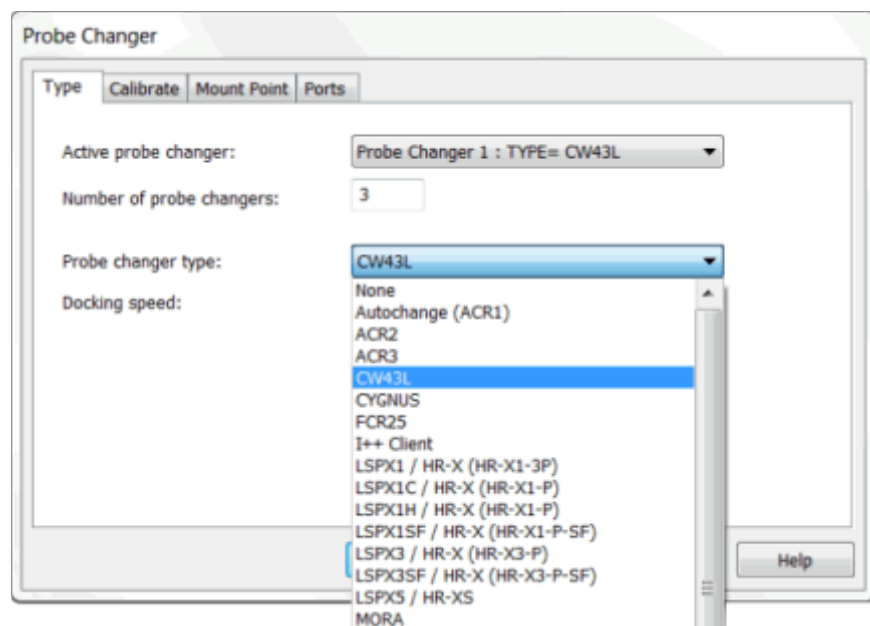 Probe Changer
Type Calibrate Mount Point Ports
Active probe changer: Probe Changer 1 : TYPE= CW43L
Number of probe changers: 3
Probe changer type: CW43L
Docking speed:
None
Autochange (ACR1)
ACR2
ACR3
CW43L
CYGNUS
FCR25
I++ Client
LSPX1 / HR-X (HR-X1-3P)
LSPX1C / HR-X (HR-X1-P)
LSPX1H / HR-X (HR-X1-P)
LSPX1SF / HR-X (HR-X1-P-SF)
LSPX3 / HR-X (HR-X3-P)
LSPX3SF / HR-X (HR-X3-P-SF)
LSPX5 / HR-XS
MORA
Help